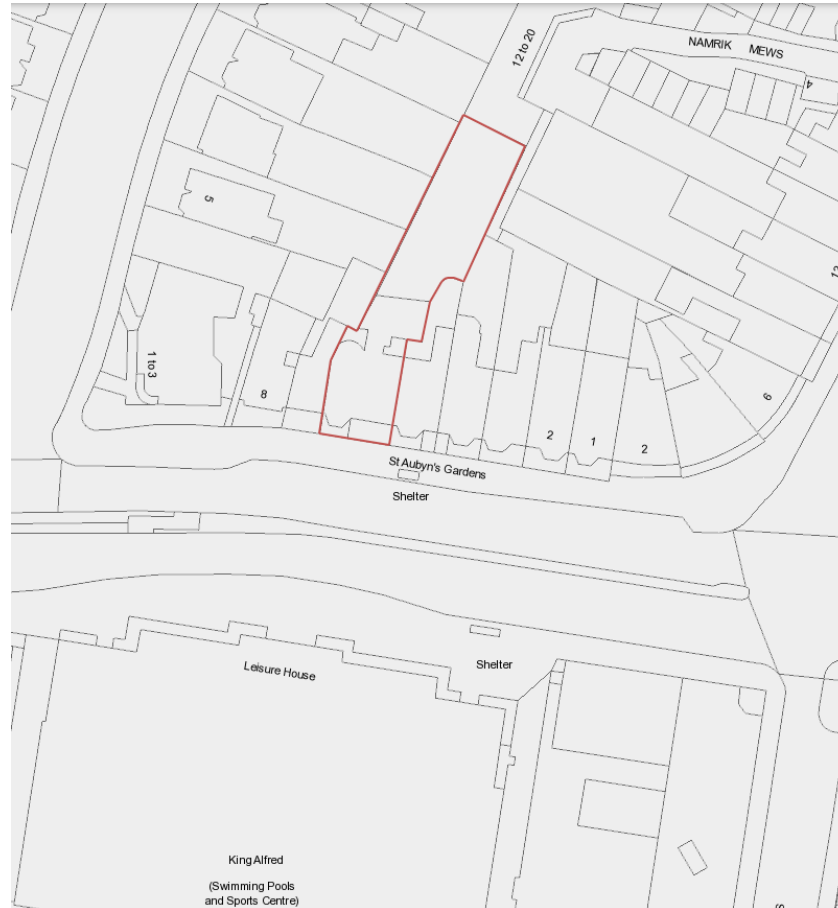 12 to 20
NAMRIK MEWS
4
5
1 to 3
8
2
1
2
6
St Aubyn's Gardens
Shelter
Shelter
Leisure House
King Alfred
(Swimming Pools
and Sports Centre)